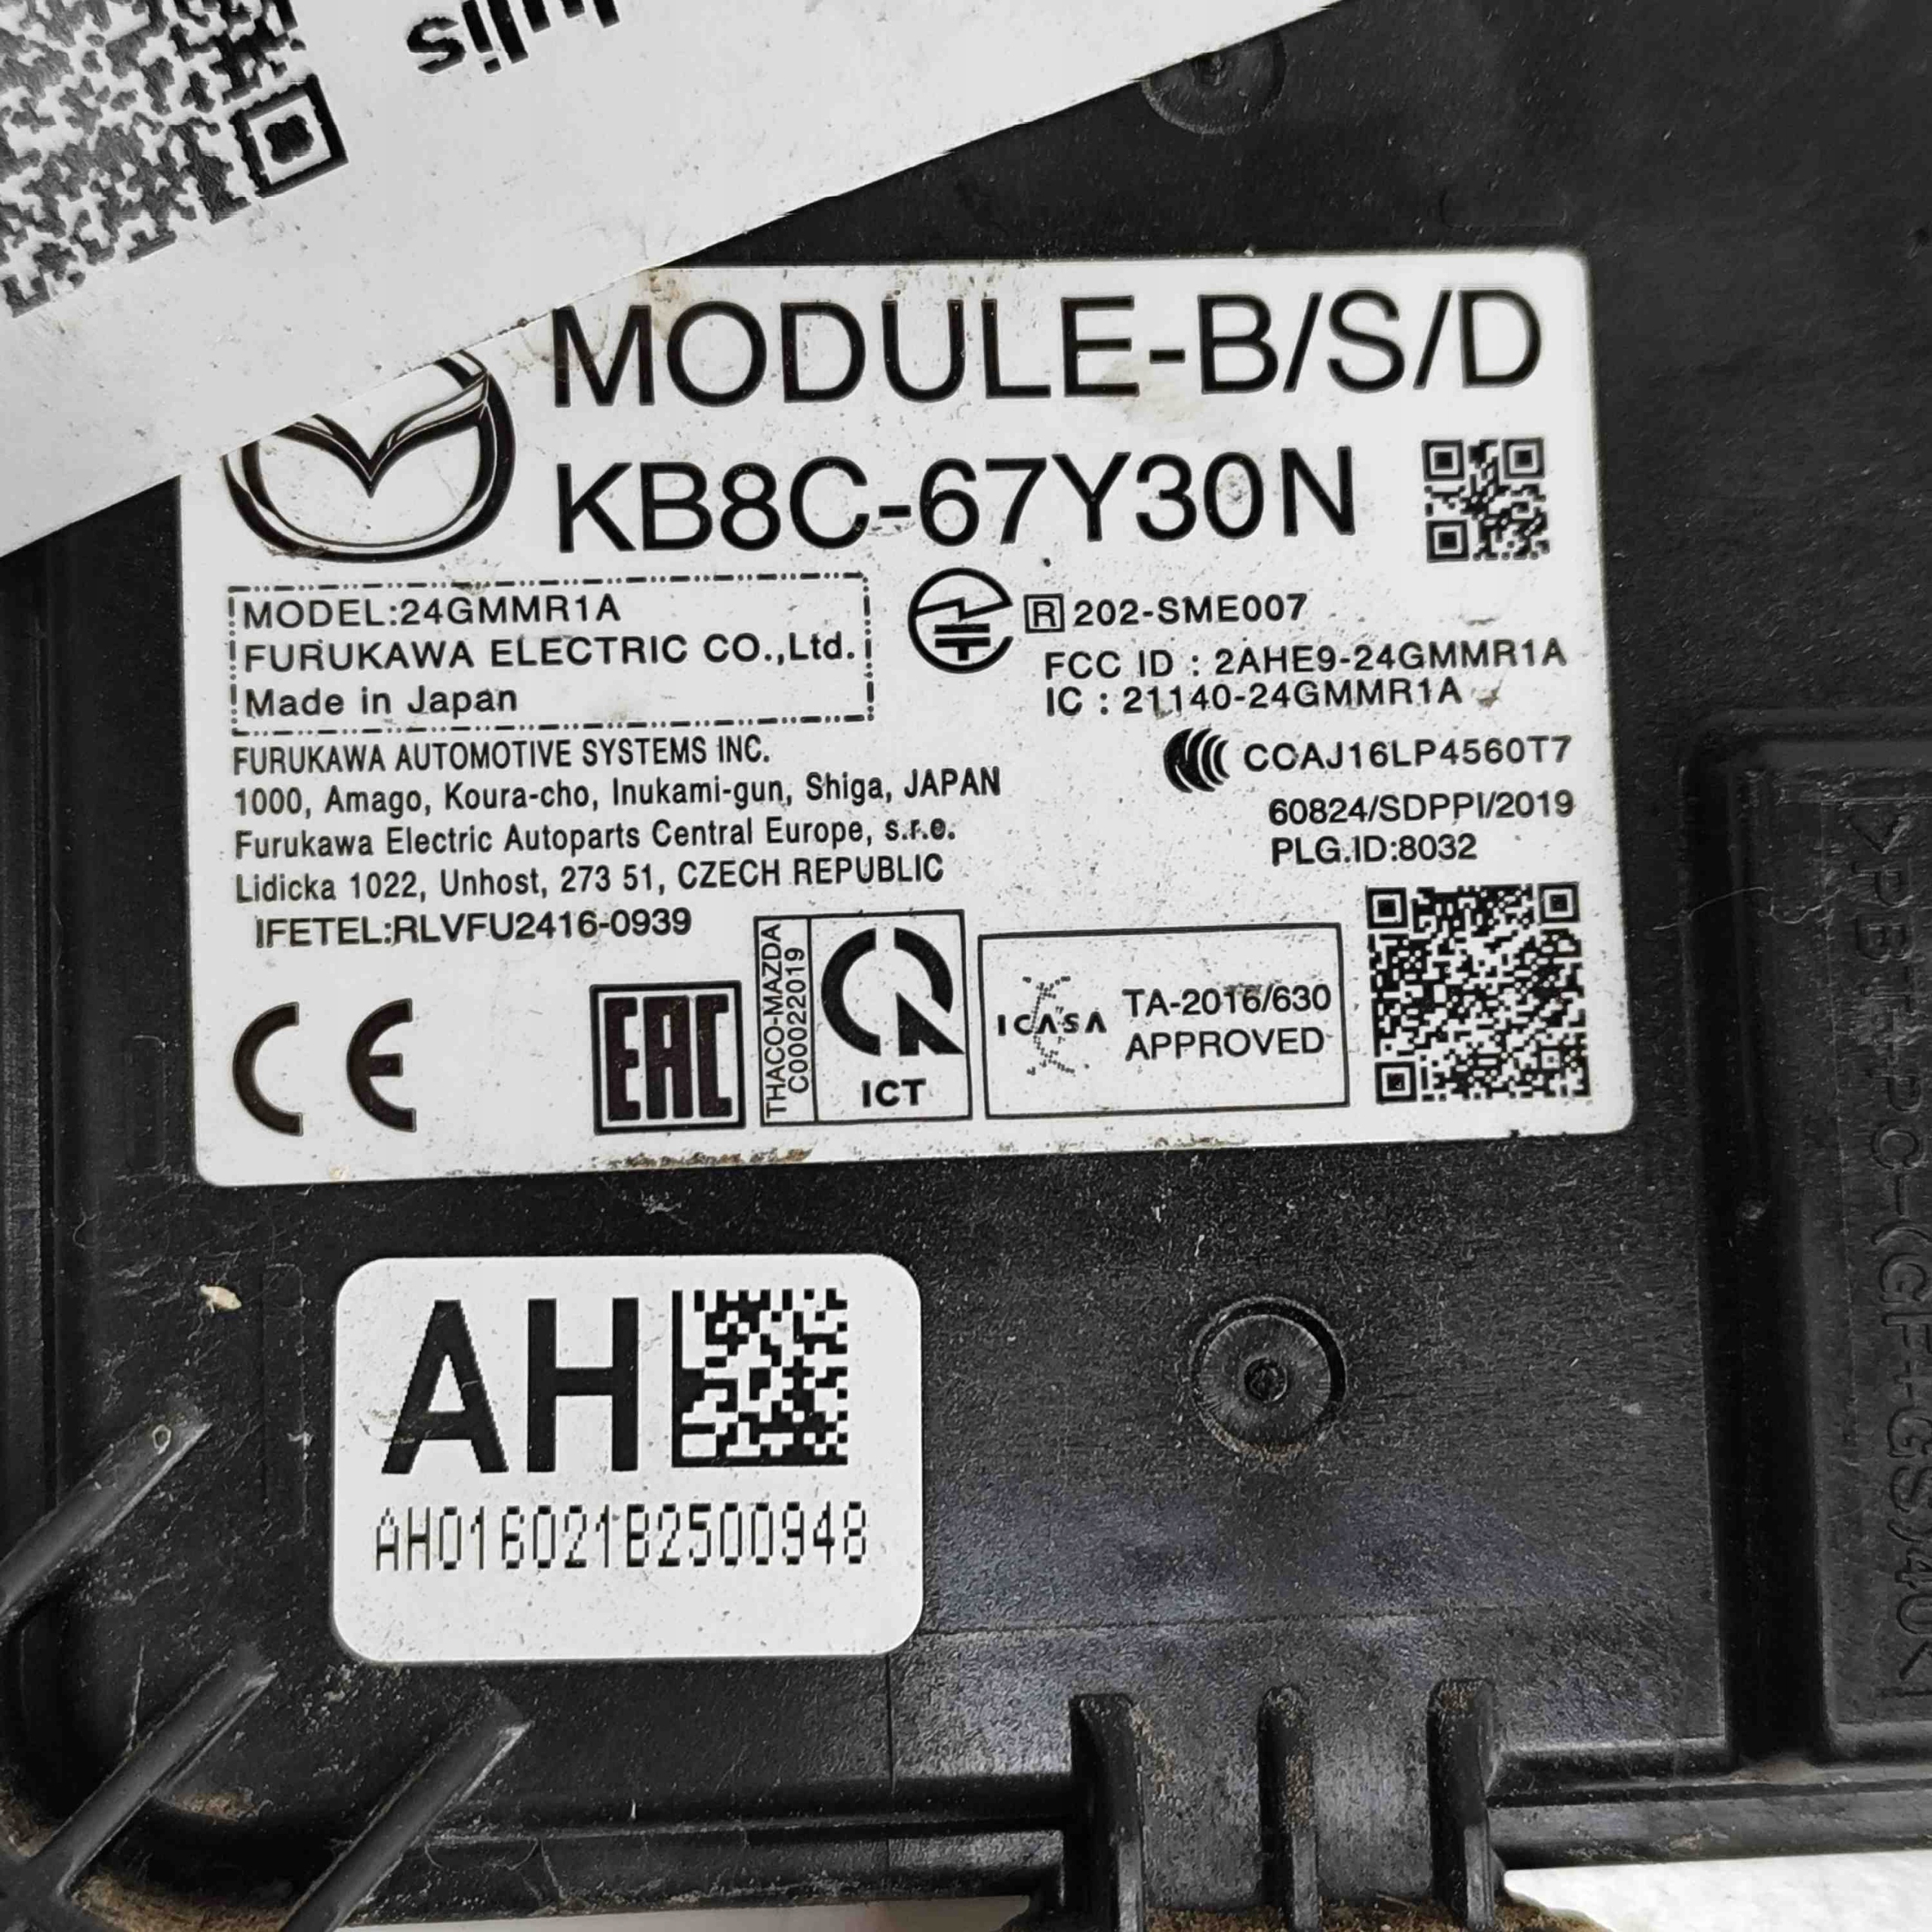 MODULE-B/S/D
KB8C-67Y30N
MODEL:24GMMR1A
FURUKAWA ELECTRIC CO.,Ltd.
Made in Japan
R 202-SME007
FCC ID : 2AHE9-24GMMR1A
IC : 21140-24GMMR1A
FURUKAWA AUTOMOTIVE SYSTEMS INC.
1000, Amago, Koura-cho, Inukami-gun, Shiga, JAPAN
Furukawa Electric Autoparts Central Europe, s.r.o.
Lidicka 1022, Unhost, 273 51, CZECH REPUBLIC
IFETEL:RLVFU2416-0939
CCAJ16LP4560T7
60824/SDPPI/2019
PLG.ID:8032
CE
EAC
THACO-MAZDA
C000222019
ICT
ICASA
TA-2016/630
APPROVED
AH
AH016021B2500948